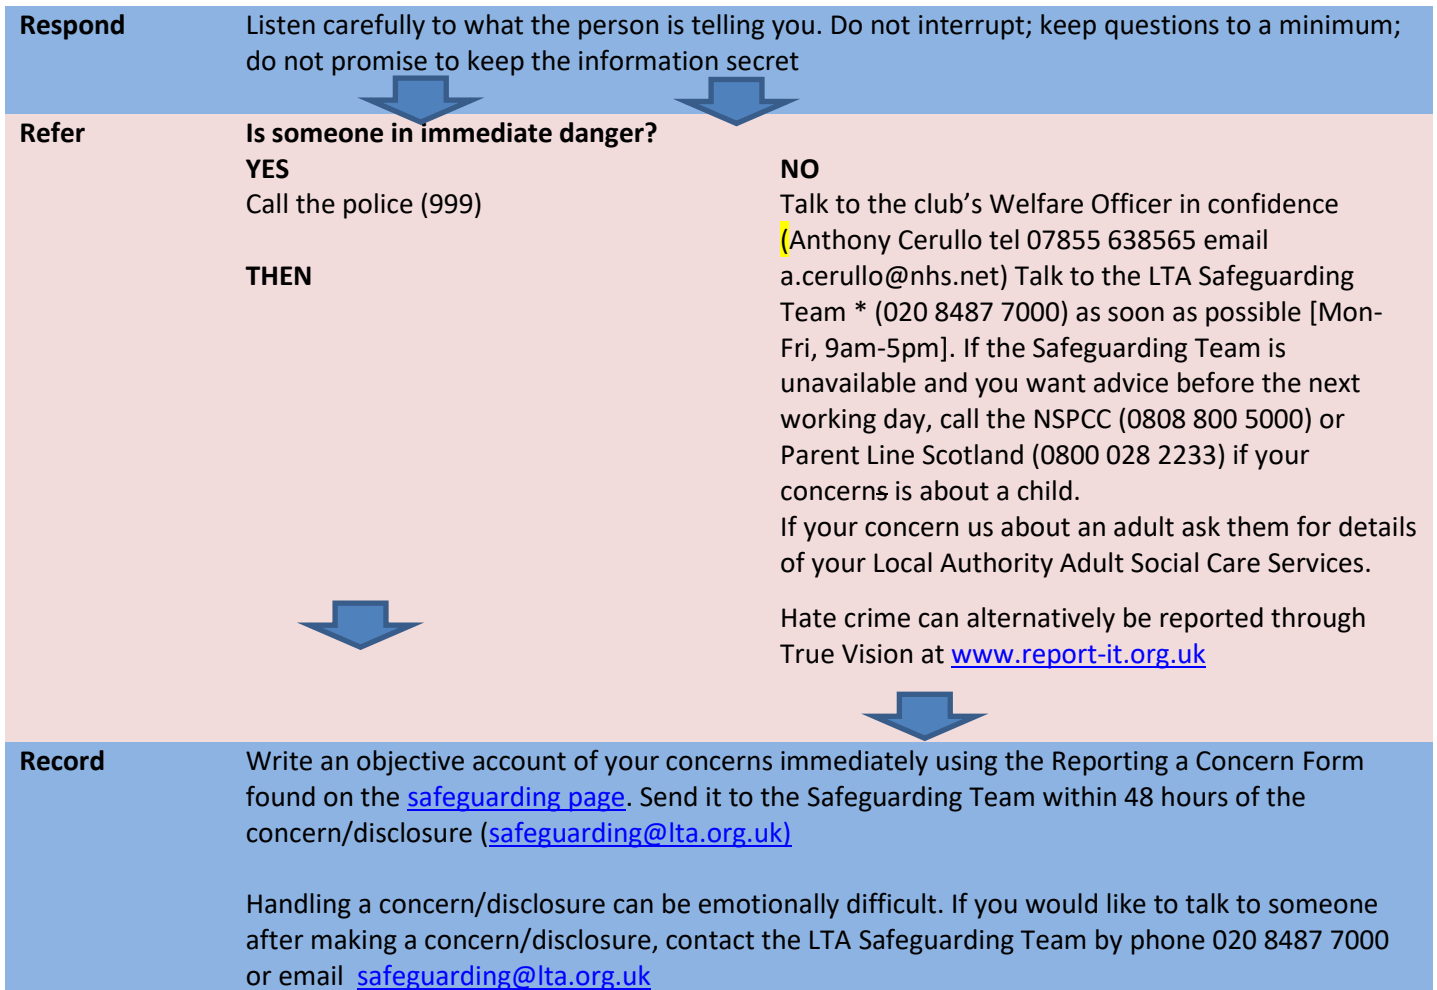 Respond
Listen carefully to what the person is telling you. Do not interrupt; keep questions to a minimum;
do not promise to keep the information secret
Refer
Is someone in immediate danger?
YES
Call the police (999)
THEN
NO
Talk to the club’s Welfare Officer in confidence
(Anthony Cerullo tel 07855 638565 email
a.cerullo@nhs.net) Talk to the LTA Safeguarding
Team * (020 8487 7000) as soon as possible [Mon-
Fri, 9am-5pm]. If the Safeguarding Team is
unavailable and you want advice before the next
working day, call the NSPCC (0808 800 5000) or
Parent Line Scotland (0800 028 2233) if your
concerns is about a child.
If your concern us about an adult ask them for details
of your Local Authority Adult Social Care Services.
Hate crime can alternatively be reported through
True Vision at www.report-it.org.uk
Record
Write an objective account of your concerns immediately using the Reporting a Concern Form
found on the safeguarding page. Send it to the Safeguarding Team within 48 hours of the
concern/disclosure (safeguarding@lta.org.uk)
Handling a concern/disclosure can be emotionally difficult. If you would like to talk to someone
after making a concern/disclosure, contact the LTA Safeguarding Team by phone 020 8487 7000
or email safeguarding@lta.org.uk